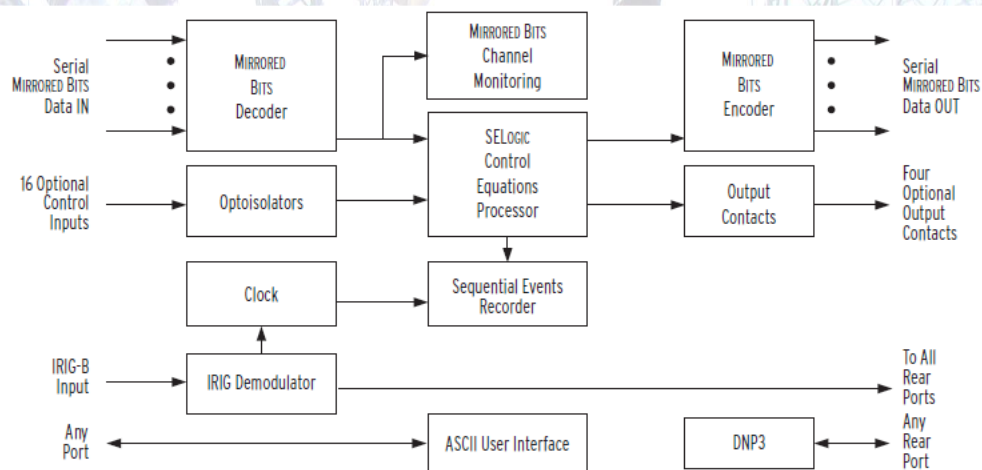 Serial
MIRRORED BITS
Data IN
MIRRORED
BITS
Decoder
MIRRORED BITS
Channel
Monitoring
MIRRORED
BITS
Encoder
Serial
MIRRORED BITS
Data OUT
16 Optional
Control
Inputs
Optoisolators
SELOGIC
Control
Equations
Processor
Output
Contacts
Four
Optional
Output
Contacts
Clock
Sequential Events
Recorder
IRIG-B
Input
IRIG Demodulator
To All
Rear
Ports
Any
Port
ASCII User Interface
DNP3
Any
Rear
Port